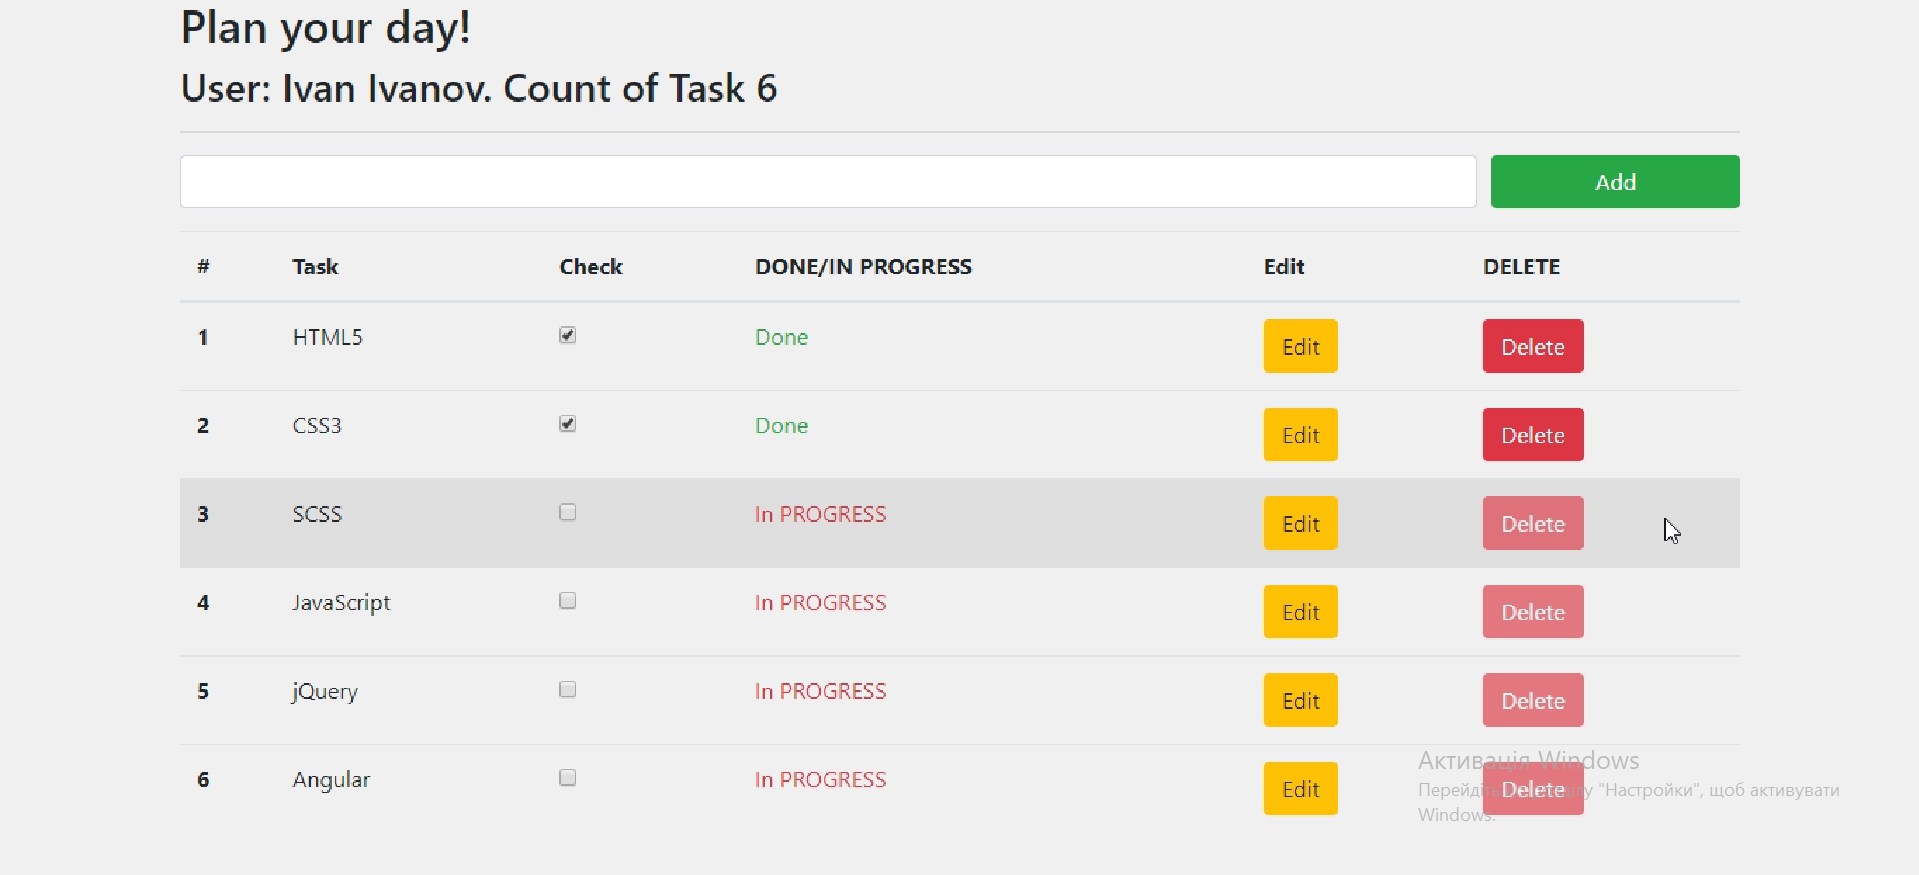 Plan your day!
User: Ivan Ivanov. Count of Task 6
Add
# Task Check DONE/IN PROGRESS Edit DELETE
1 HTML5 Done Edit Delete
2 CSS3 Done Edit Delete
3 SCSS In PROGRESS Edit Delete
4 JavaScript In PROGRESS Edit Delete
5 jQuery In PROGRESS Edit Delete
6 Angular In PROGRESS Edit Delete
Активація Windows
Перейдіть "Настройки", щоб активувати
Windows.